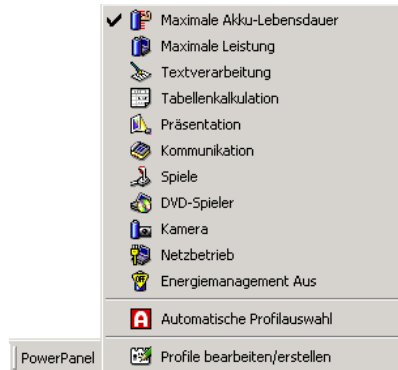 Maximale Akku-Lebensdauer
Maximale Leistung
Textverarbeitung
Tabellenkalkulation
Präsentation
Kommunikation
Spiele
DVD-Spieler
Kamera
Netzbetrieb
Energiemanagement Aus
A Automatische Profilauswahl
PowerPanel Profile bearbeiten/erstellen